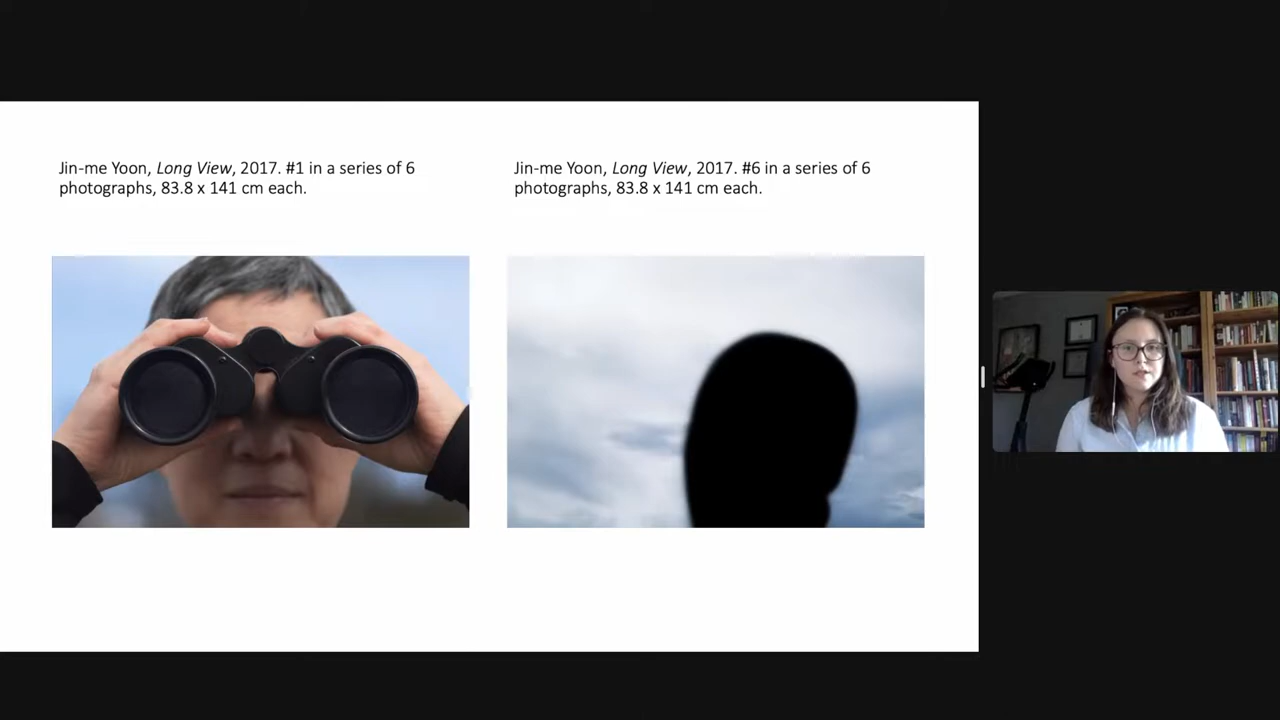 Jin-me Yoon, Long View, 2017. #1 in a series of 6
photographs, 83.8 x 141 cm each.
Jin-me Yoon, Long View, 2017. #6 in a series of 6
photographs, 83.8 x 141 cm each.